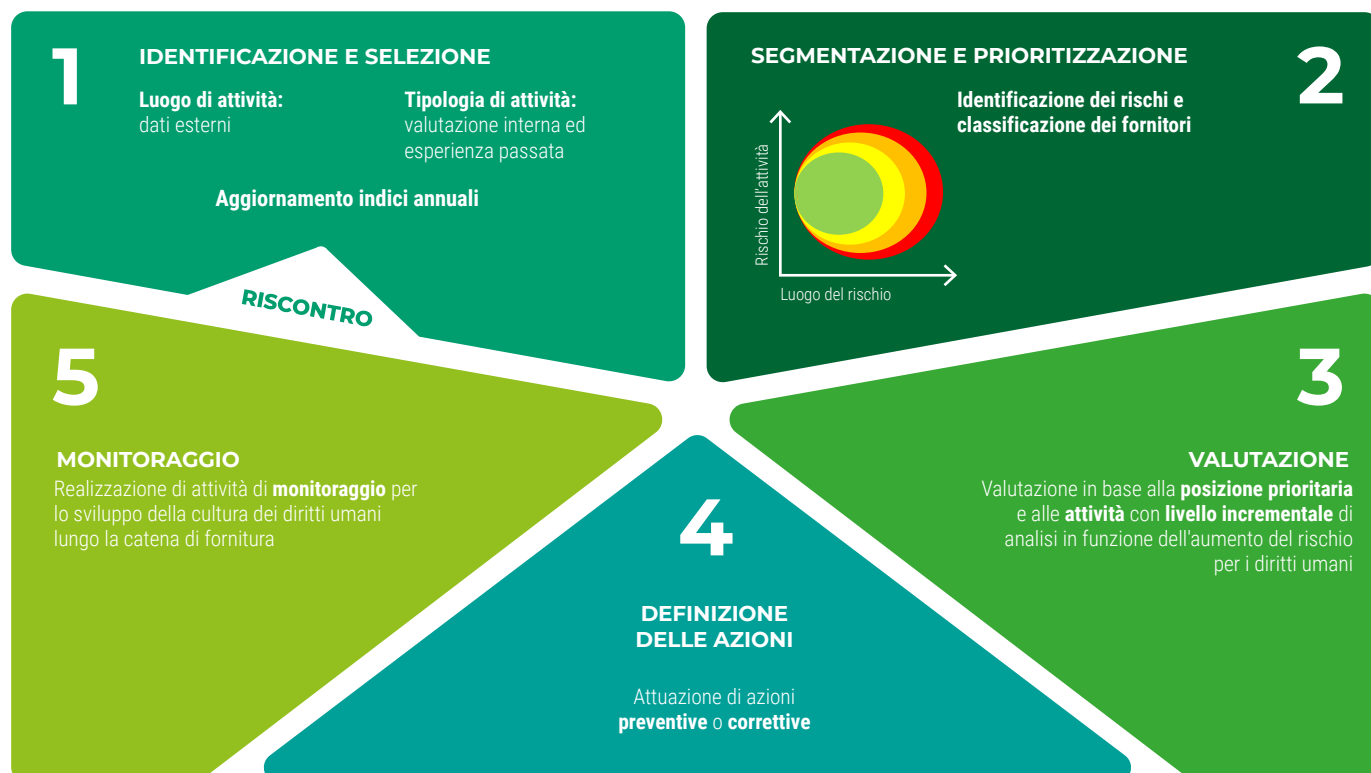 1
IDENTIFICAZIONE E SELEZIONE
Luogo di attività:
dati esterni
Tipologia di attività:
valutazione interna ed
esperienza passata
Aggiornamento indici annuali
RISCONTRO
2
SEGMENTAZIONE E PRIORITIZZAZIONE
Identificazione dei rischi e
classificazione dei fornitori
Rischio dell'attività
Luogo del rischio
3
VALUTAZIONE
Valutazione in base alla posizione prioritaria
e alle attività con livello incrementale di
analisi in funzione dell'aumento del rischio
per i diritti umani
4
DEFINIZIONE
DELLE AZIONI
Attuazione di azioni
preventive o correttive
5
MONITORAGGIO
Realizzazione di attività di monitoraggio per
lo sviluppo della cultura dei diritti umani
lungo la catena di fornitura